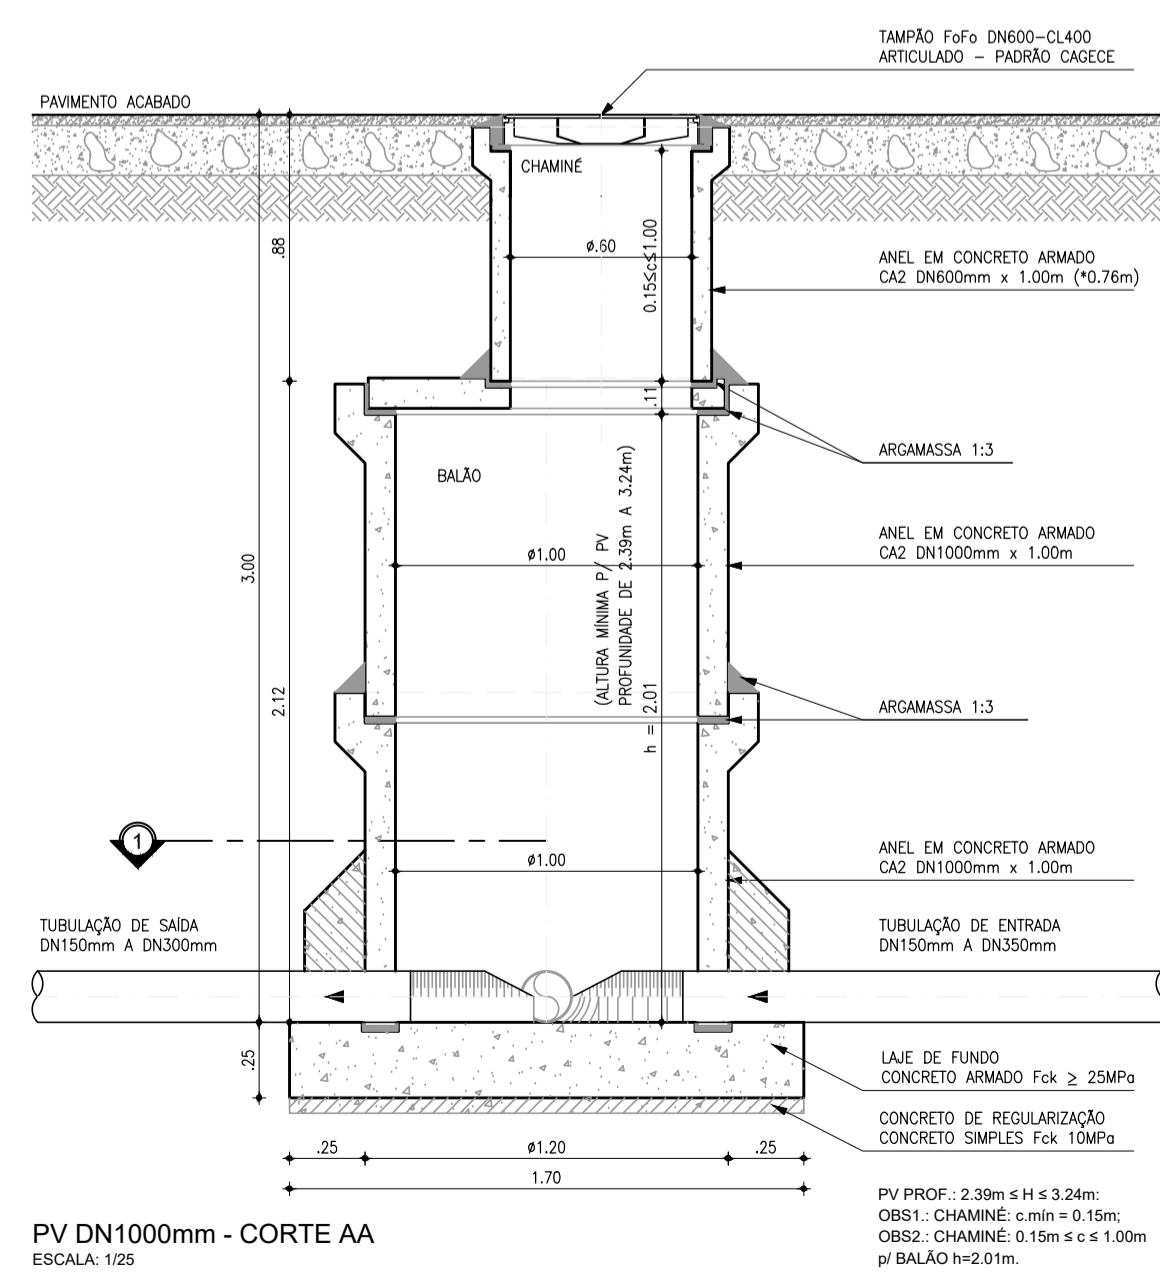 TAMPÃO FoFo DN600-CL400
ARTICULADO - PADRÃO CAGECE
PAVIMENTO ACABADO
CHAMINÉ
.88
ø.60
0.15≤c≤1.00
ANEL EM CONCRETO ARMADO
CA2 DN600mm x 1.00m (*0.76m)
.11
ARGAMASSA 1:3
BALÃO
(ALTURA MÍNIMA P/ PV
PROFUNIDADE DE 2.39m A 3.24m)
h = 2.01
ANEL EM CONCRETO ARMADO
CA2 DN1000mm x 1.00m
ø1.00
3.00
2.12
ARGAMASSA 1:3
1
ø1.00
ANEL EM CONCRETO ARMADO
CA2 DN1000mm x 1.00m
TUBULAÇÃO DE SAÍDA
DN150mm A DN300mm
TUBULAÇÃO DE ENTRADA
DN150mm A DN350mm
.25
LAJE DE FUNDO
CONCRETO ARMADO Fck ≥ 25MPa
CONCRETO DE REGULARIZAÇÃO
CONCRETO SIMPLES Fck 10MPa
.25
ø1.20
.25
1.70
PV PROF.: 2.39m ≤ H ≤ 3.24m:
OBS1.: CHAMINÉ: c.mín = 0.15m;
OBS2.: CHAMINÉ: 0.15m ≤ c ≤ 1.00m
p/ BALÃO h=2.01m.
PV DN1000mm - CORTE AA
ESCALA: 1/25